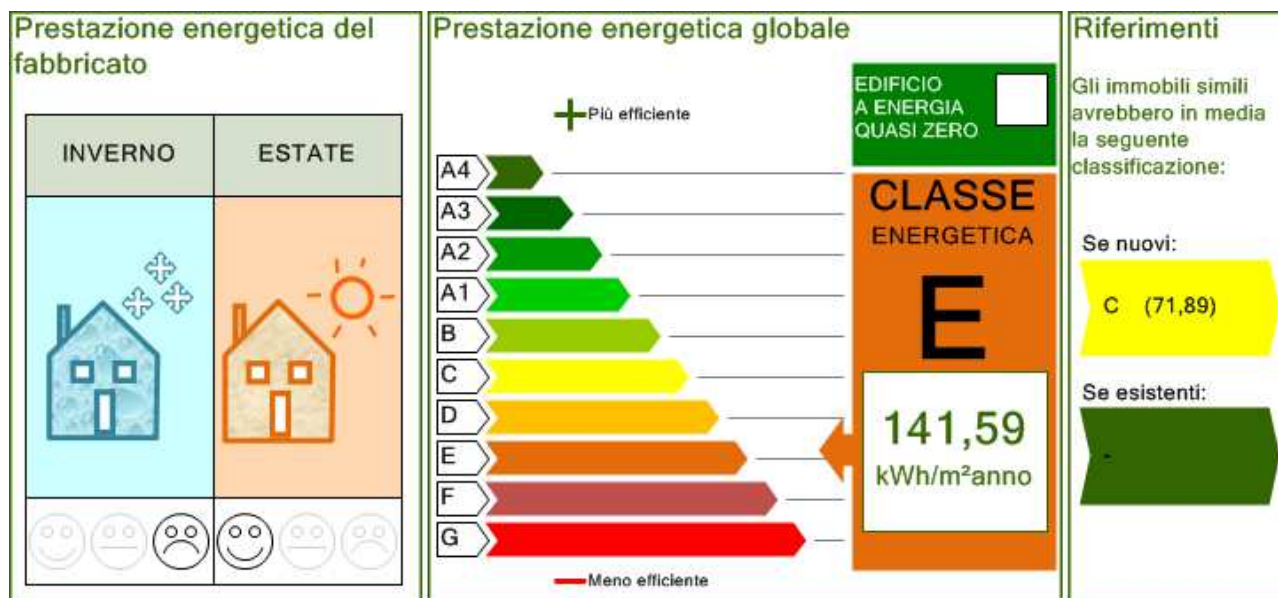 Prestazione energetica del
fabbricato
INVERNO
ESTATE
Prestazione energetica globale
Più efficiente
A4
A3
A2
A1
B
C
D
E
F
G
Meno efficiente
EDIFICIO
A ENERGIA
QUASI ZERO
CLASSE
ENERGETICA
E
141,59
kWh/m²anno
Riferimenti
Gli immobili simili
avrebbero in media
la seguente
classificazione:
Se nuovi:
C (71,89)
Se esistenti:
-